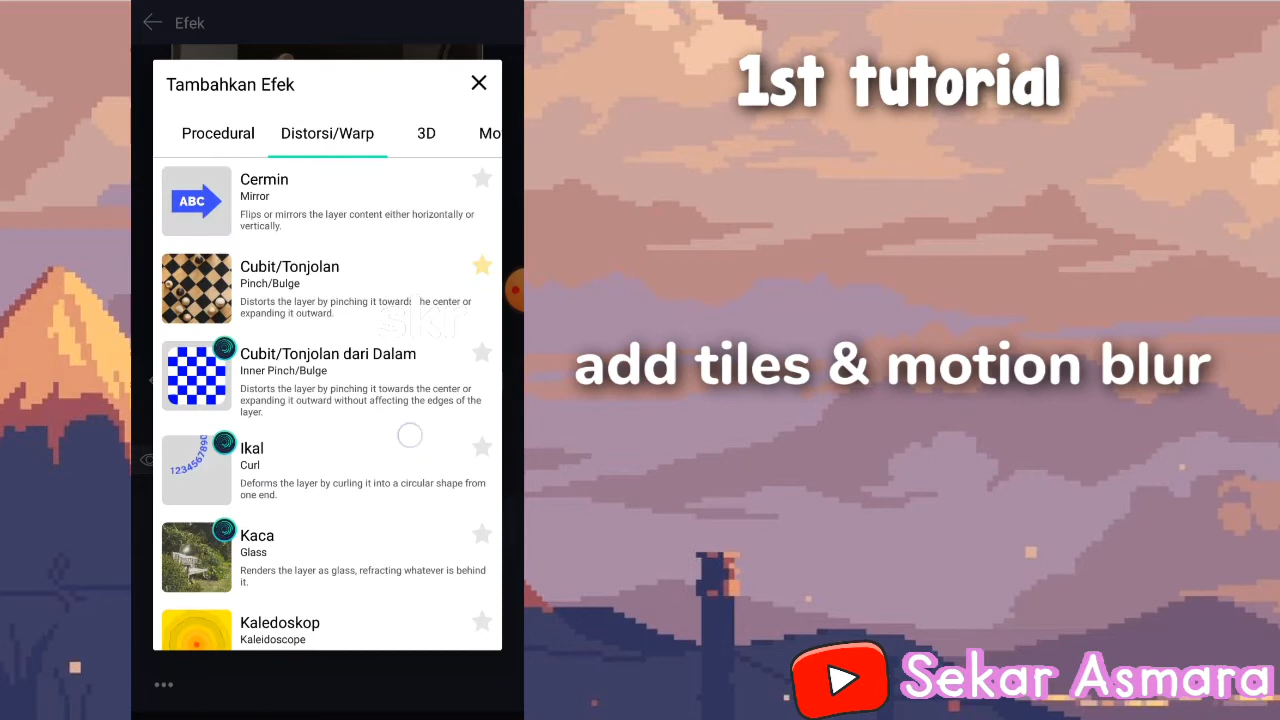 Efek
Tambahkan Efek
Procedural Distorsi/Warp 3D Mo
ABC
Cermin
Mirror
Flips or mirrors the layer content either horizontally or
vertically.
Cubit/Tonjolan
Pinch/Bulge
Distorts the layer by pinching it towards the center or
expanding it outward.
skr
Cubit/Tonjolan dari Dalam
Inner Pinch/Bulge
Distorts the layer by pinching it towards the center or
expanding it outward without affecting the edges of the
layer.
1234567890
Ikal
Curl
Deforms the layer by curling it into a circular shape from
one end.
Kaca
Glass
Renders the layer as glass, refracting whatever is behind
it.
Kaledoskop
Kaleidoscope
1st tutorial
add tiles & motion blur
Sekar Asmara